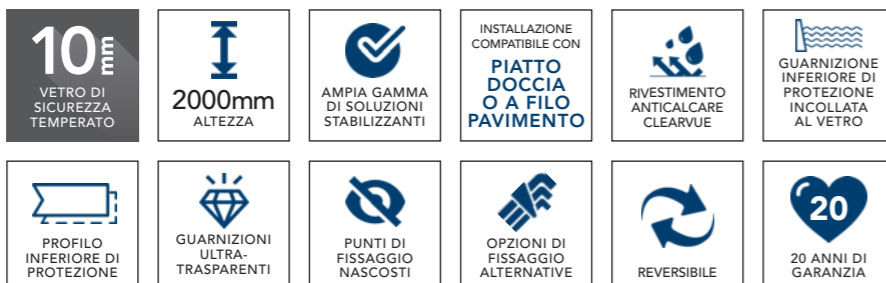 10mm
VETRO DI
SICUREZZA
TEMPERATO
2000mm
ALTEZZA
AMPIA GAMMA
DI SOLUZIONI
STABILIZZANTI
INSTALLAZIONE
COMPATIBILE CON
PIATTO
DOCCIA
O A FILO
PAVIMENTO
RIVESTIMENTO
ANTICALCARE
CLEARVUE
GUARNIZIONE
INFERIORE DI
PROTEZIONE
INCOLLATA
AL VETRO
PROFILO
INFERIORE DI
PROTEZIONE
GUARNIZIONI
ULTRA-
TRASPARENTI
PUNTI DI
FISSAGGIO
NASCOSTI
OPZIONI DI
FISSAGGIO
ALTERNATIVE
REVERSIBILE
20
20 ANNI DI
GARANZIA